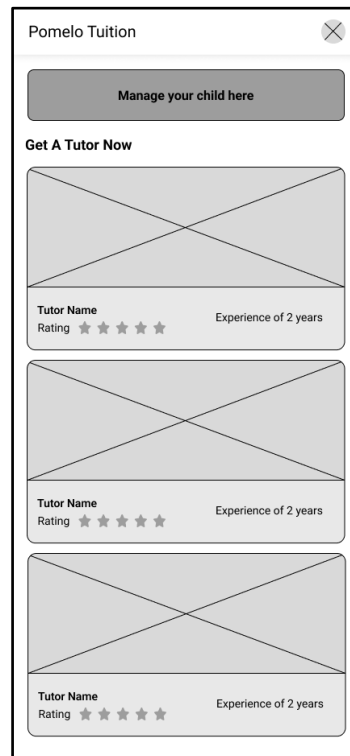 Pomelo Tuition
Manage your child here
Get A Tutor Now
Tutor Name
Rating
Experience of 2 years
Tutor Name
Rating
Experience of 2 years
Tutor Name
Rating
Experience of 2 years